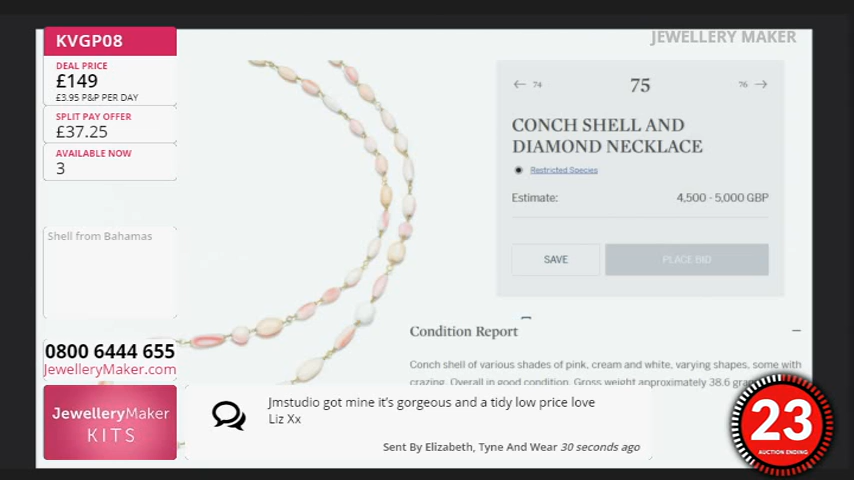 KVGP08
DEAL PRICE
£149
£3.95 P&P PER DAY
SPLIT PAY OFFER
£37.25
AVAILABLE NOW
3
Shell from Bahamas
0800 6444 655
JewelleryMaker.com
JewelleryMaker
KITS
JEWELLERY MAKER
← 74
75
76 →
CONCH SHELL AND
DIAMOND NECKLACE
Restricted Species
Estimate: 4,500 - 5,000 GBP
SAVE
PLACE BID
Condition Report
Conch shell of various shades of pink, cream and white, varying shapes, some with
crazing. Overall in good condition. Gross weight approximately 38.6
Jmstudio got mine it's gorgeous and a tidy low price love
Liz Xx
Sent By Elizabeth, Tyne And Wear 30 seconds ago
23
AUCTION ENDING